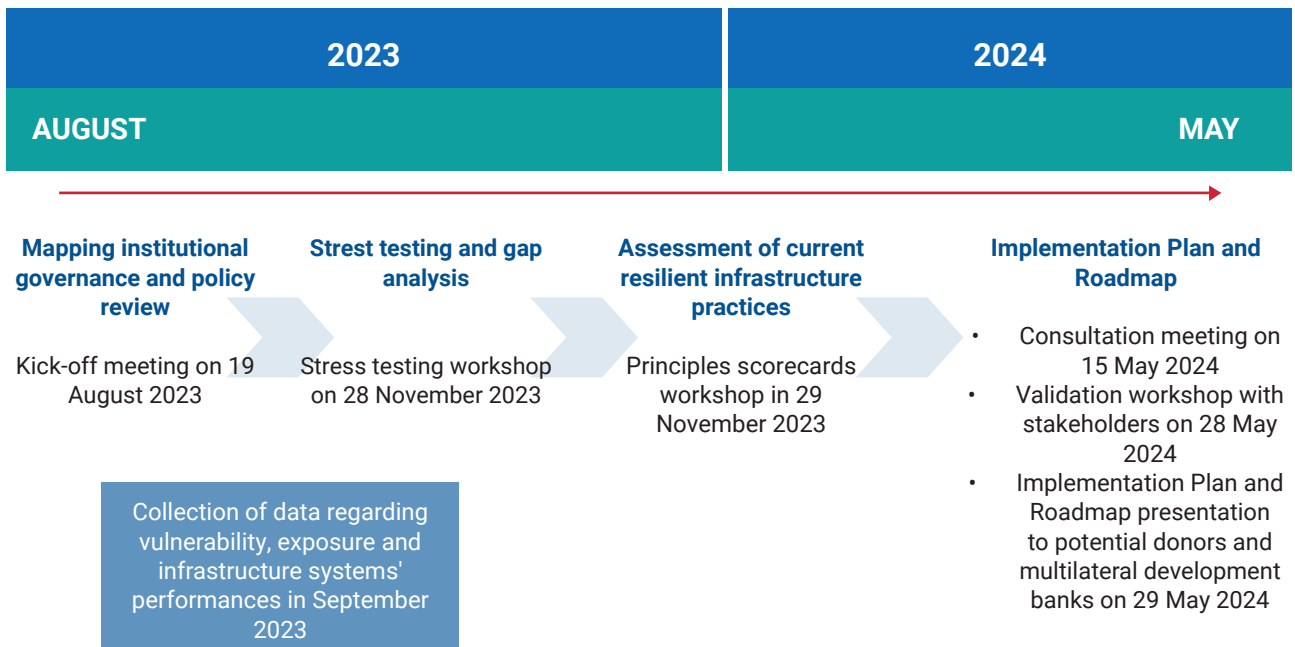 2023
2024
AUGUST
MAY
Mapping institutional
governance and policy
review
Kick-off meeting on 19
August 2023
Strest testing and gap
analysis
Stress testing workshop
on 28 November 2023
Assessment of current
resilient infrastructure
practices
Principles scorecards
workshop in 29
November 2023
Implementation Plan and
Roadmap
• Consultation meeting on
15 May 2024
• Validation workshop with
stakeholders on 28 May
2024
• Implementation Plan and
Roadmap presentation
to potential donors and
multilateral development
banks on 29 May 2024
Collection of data regarding
vulnerability, exposure and
infrastructure systems'
performances in September
2023